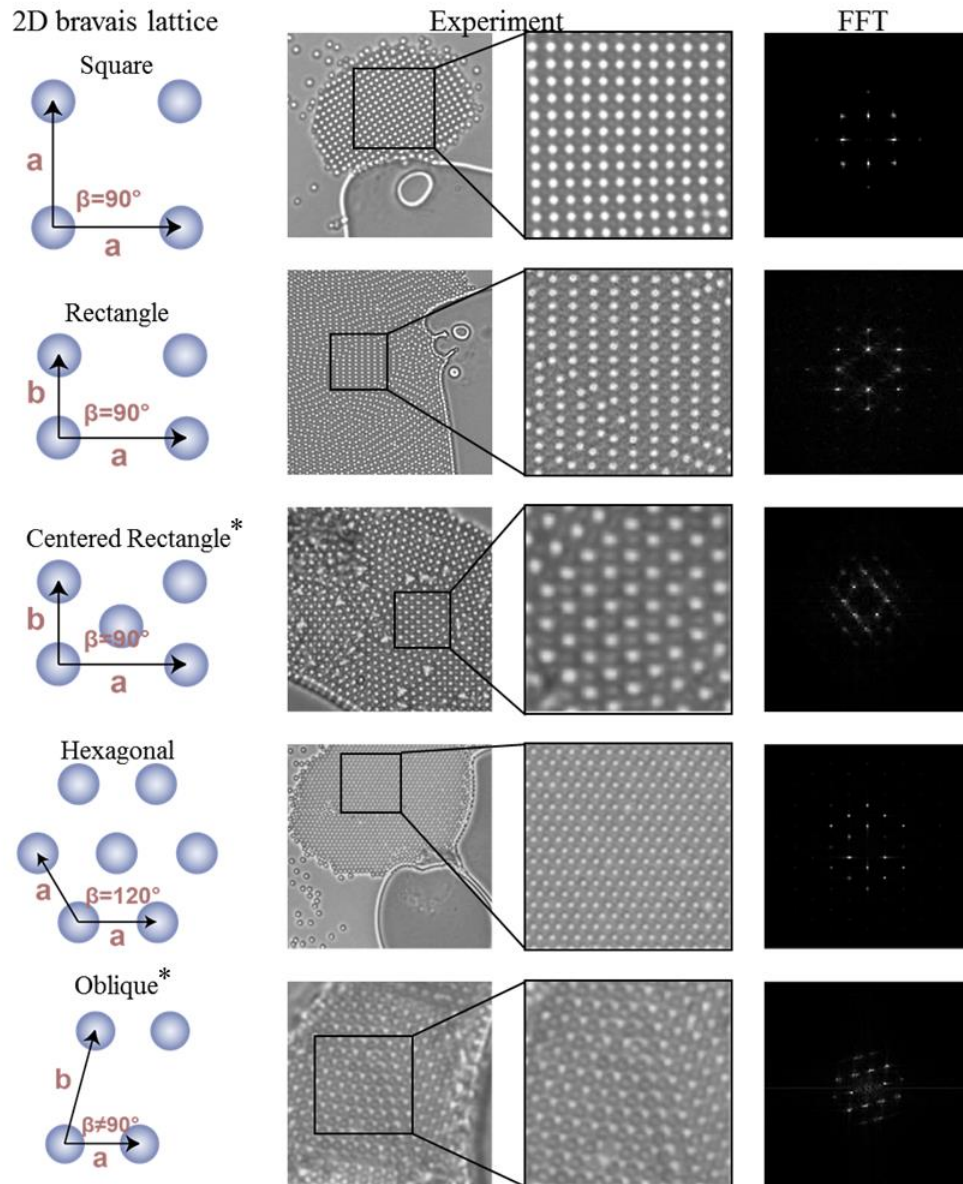 2D bravais lattice
Experiment
FFT
Square
a
β=90°
a
Rectangle
b
β=90°
a
Centered Rectangle*
b
β=90°
a
Hexagonal
a
β=120°
a
Oblique*
b
β≠90°
a